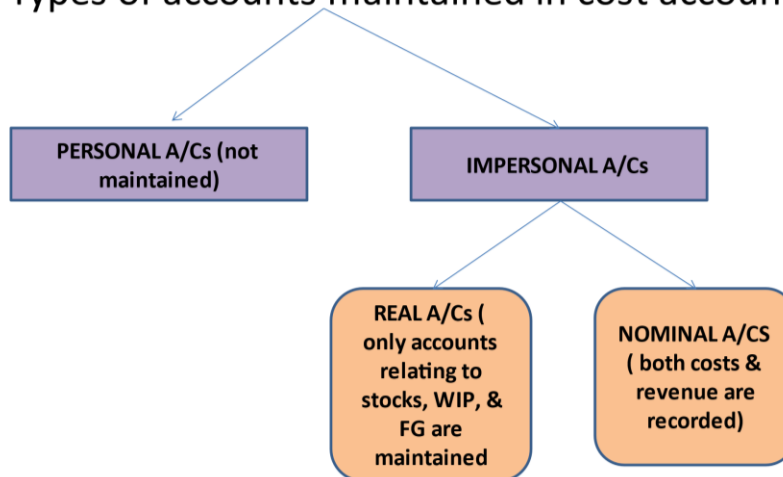 Types of accounts maintained in cost accoun
PERSONAL A/Cs (not
maintained)
IMPERSONAL A/Cs
REAL A/Cs (
only accounts
relating to
stocks, WIP, &
FG are
maintained
NOMINAL A/CS
( both costs &
revenue are
recorded)